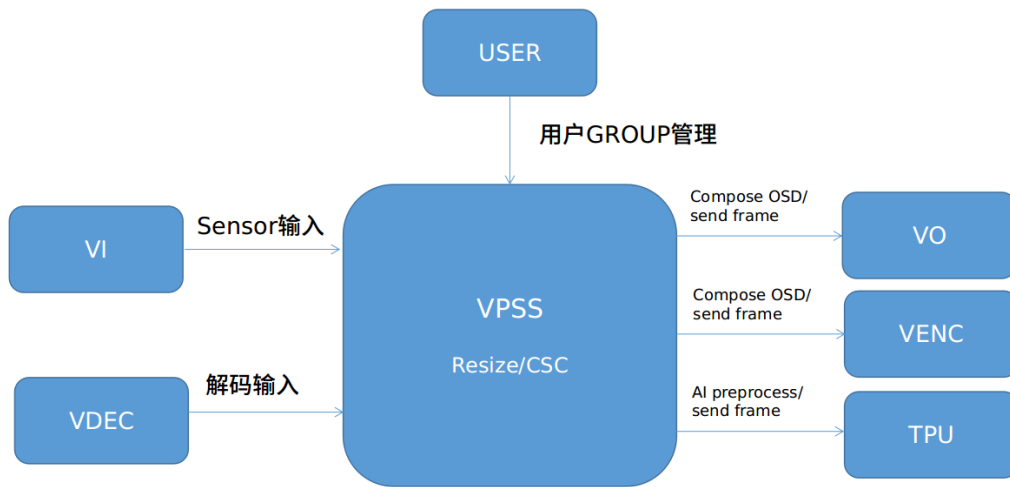 USER
用户GROUP管理
VI
Sensor输入
VDEC
解码输入
VPSS
Resize/CSC
Compose OSD/
send frame
VO
Compose OSD/
send frame
VENC
AI preprocess/
send frame
TPU